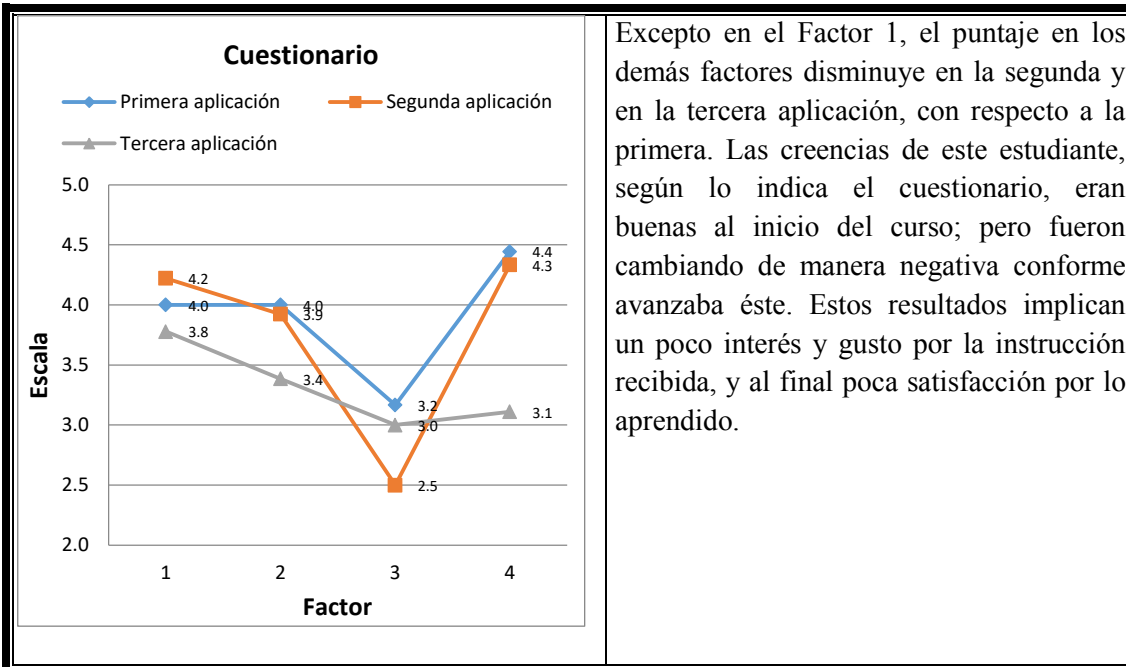 Cuestionario
Primera aplicación
Segunda aplicación
Tercera aplicación
5.0
4.5
4.0
3.5
3.0
2.5
2.0
Escala
4.2
4.0
3.8
4.0
3.9
3.4
3.2
3.0
2.5
4.4
4.3
3.1
1 2 3 4
Factor
Excepto en el Factor 1, el puntaje en los
demás factores disminuye en la segunda y
en la tercera aplicación, con respecto a la
primera. Las creencias de este estudiante,
según lo indica el cuestionario, eran
buenas al inicio del curso; pero fueron
cambiando de manera negativa conforme
avanzaba éste. Estos resultados implican
un poco interés y gusto por la instrucción
recibida, y al final poca satisfacción por lo
aprendido.